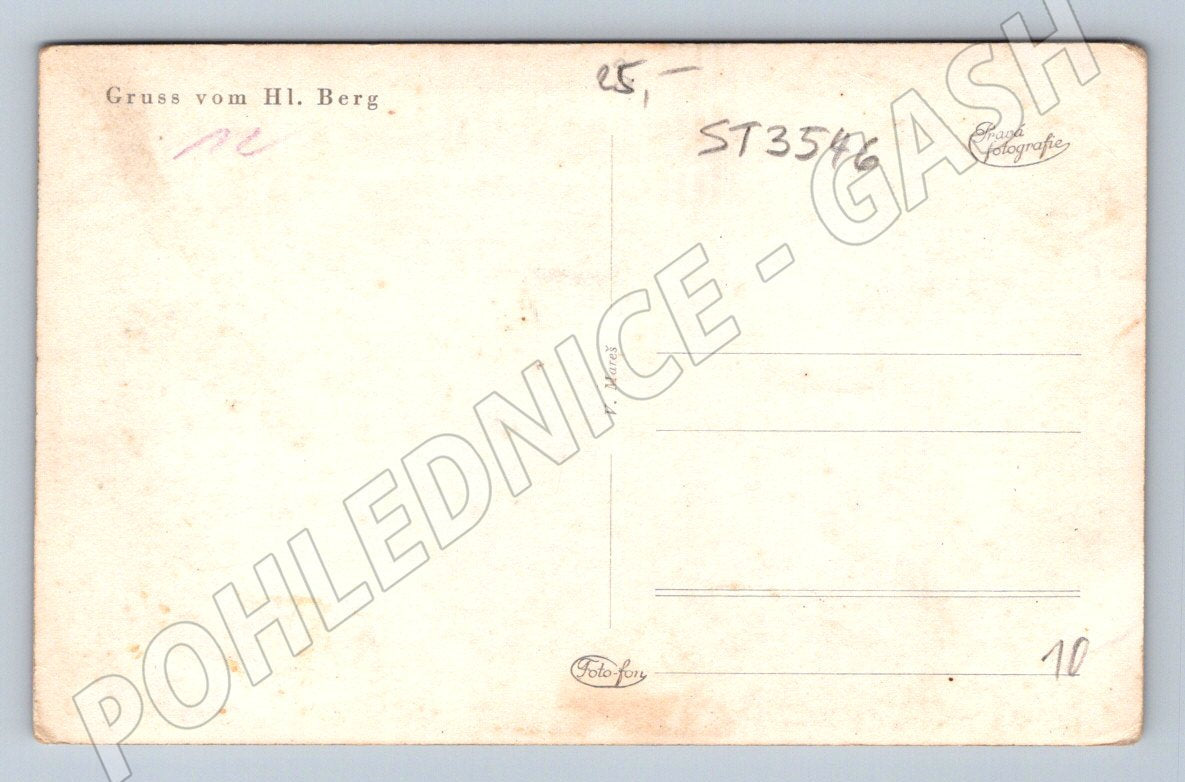 Gruss vom Hl. Berg
25,—
ST3546
Pravá
fotografie
V. Mareš
Foto-fon
10
POHLEDNICE - GASH